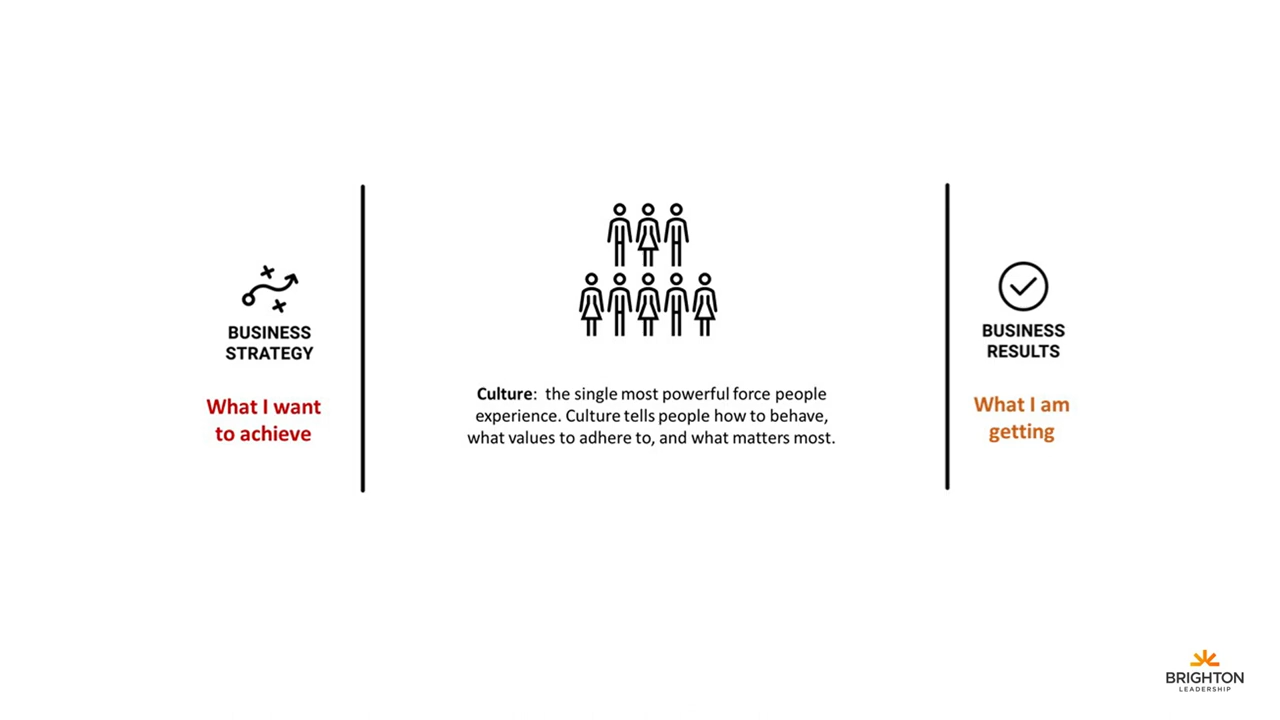 BUSINESS
STRATEGY
What I want
to achieve
Culture:  the single most powerful force people
experience. Culture tells people how to behave,
what values to adhere to, and what matters most.
BUSINESS
RESULTS
What I am
getting
BRIGHTON
LEADERSHIP